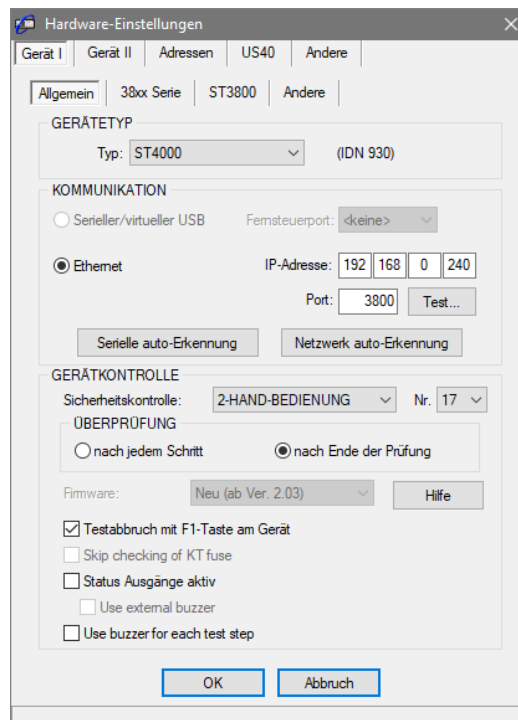 Hardware-Einstellungen
Gerät I Gerät II Adressen US40 Andere
Allgemein 38xx Serie ST3800 Andere
GERÄTETYP
Typ: ST4000 (IDN 930)
KOMMUNIKATION
Serieller/virtueller USB Fernsteuerport: <keine>
Ethernet IP-Adresse: 192 168 0 240
Port: 3800 Test...
Serielle auto-Erkennung Netzwerk auto-Erkennung
GERÄTKONTROLLE
Sicherheitskontrolle: 2-HAND-BEDIENUNG Nr. 17
ÜBERPRÜFUNG
nach jedem Schritt nach Ende der Prüfung
Firmware: Neu (ab Ver. 2.03) Hilfe
Testabbruch mit F1-Taste am Gerät
Skip checking of KT fuse
Status Ausgänge aktiv
Use external buzzer
Use buzzer for each test step
OK Abbruch